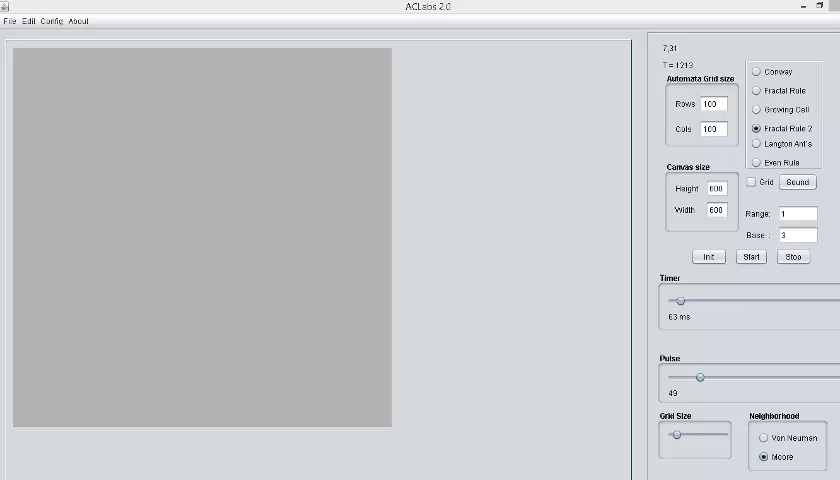 ACLabs 2.0
File Edit Config About
7,31
T = 1213
Automata Grid size
Rows 100
Cols 100
Conway
Fractal Rule
Growing Cell
Fractal Rule 2
Langton Ant's
Even Rule
Canvas size
Height 600
Width 600
Grid Sound
Range: 1
Base : 3
Init Start Stop
Timer
63 ms
Pulse
49
Grid Size
Neighborhood
Von Neuman
Moore